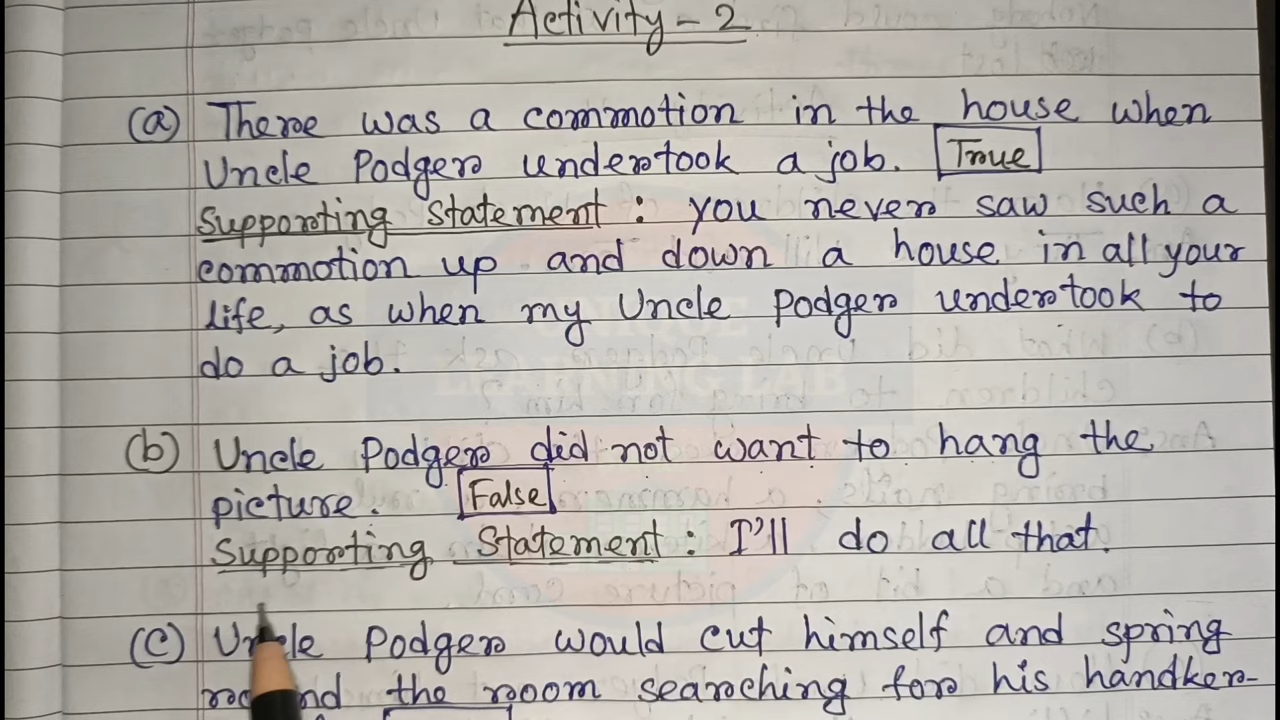 Activity - 2
(a) There was a commotion in the house when
Uncle Podger undertook a job. True
Supporting Statement : you never saw such a
commotion up and down a house in all your
life, as when my Uncle Podger undertook to
do a job.
(b) Uncle Podger did not want to hang the
picture. False
Supporting Statement : I'll do all that.
(c) Uncle Podger would cut himself and spring
round the room searching for his handker-